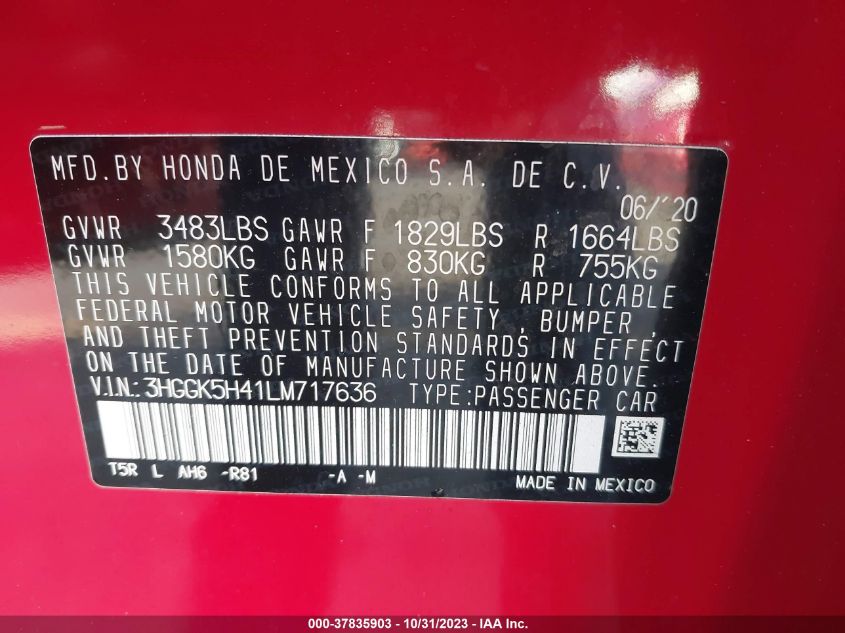 MFD.BY HONDA DE MEXICO S.A. DE C.V.
06/´20
GVWR 3483LBS GAWR F 1829LBS R 1664LBS
GVWR 1580KG GAWR F 830KG R 755KG
THIS VEHICLE CONFORMS TO ALL APPLICABLE
FEDERAL MOTOR VEHICLE SAFETY , BUMPER ,
AND THEFT PREVENTION STANDARDS IN EFFECT
ON THE DATE OF MANUFACTURE SHOWN ABOVE.
V.I.N.: 3HGGK5H41LM717636 TYPE:PASSENGER CAR
T5R L AH6 -R81 -A -M
MADE IN MEXICO
000-37835903 - 10/31/2023 - IAA Inc.